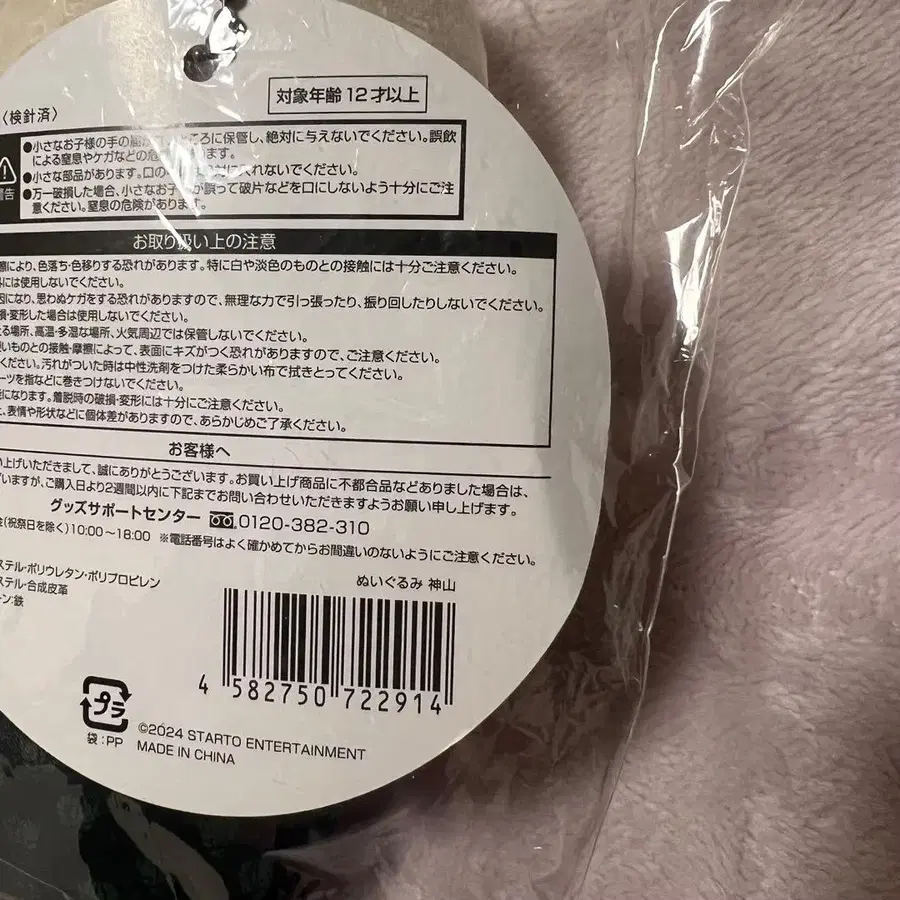 〈検針済〉
対象年齢12才以上
警告
●小さなお子様の手の届かないところに保管し、絶対に与えないでください。誤飲
による窒息やケガなどの危険があります。
●小さな部品があります。口の中には絶対に入れないでください。
●万一破損した場合、小さなお子様が誤って破片などを口にしないよう十分にご注
意ください。窒息の危険があります。
お取り扱い上の注意
により、色落ち・色移りする恐れがあります。特に白や淡色のものとの接触には十分ご注意ください。
には使用しないでください。
因になり、思わぬケガをする恐れがありますので、無理な力で引っ張ったり、振り回したりしないでください。
損・変形した場合は使用しないでください。
る場所、高温・多湿な場所、火気周辺では保管しないでください。
いものとの接触・摩擦によって、表面にキズがつく恐れがありますので、ご注意ください。
ください。汚れがついた時は中性洗剤をつけた柔らかい布で拭きとってください。
ーツを指などに巻きつけないでください。
になります。着脱時の破損・変形には十分にご注意ください。
、表情や形状などに個体差がありますので、あらかじめご了承ください。
お客様へ
い上げいただきまして、誠にありがとうございます。お買い上げ商品に不都合品などありました場合は、
ざいますが、ご購入日より2週間以内に下記までお問い合わせいただきますようお願い申し上げます。
グッズサポートセンター 0120-382-310
金(祝祭日を除く)10:00〜18:00 ※電話番号はよく確かめてからお間違いのないようにご注意ください。
ステル・ポリウレタン・ポリプロピレン
ステル・合成皮革
ーン:鉄
ぬいぐるみ 神山
4 582750 722914
プラ
袋:PP
©2024 STARTO ENTERTAINMENT
MADE IN CHINA